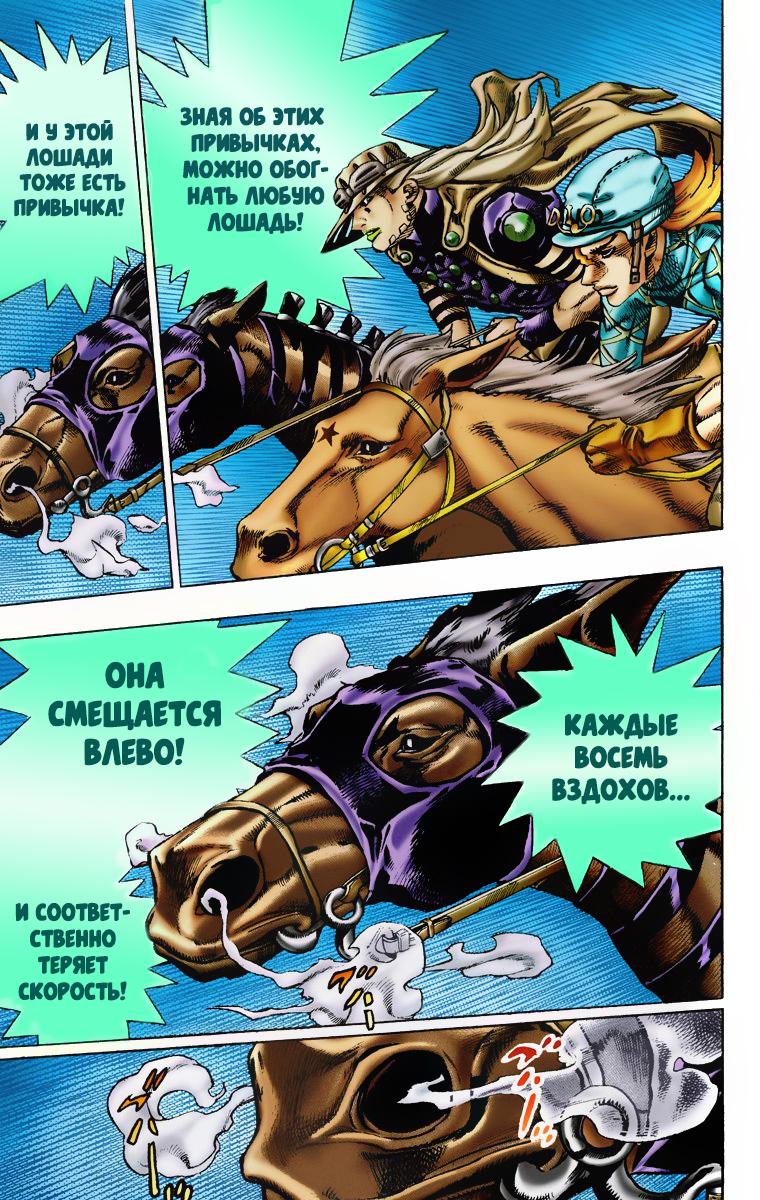 ЗНАЯ ОБ ЭТИХ
ПРИВЫЧКАХ,
МОЖНО ОБОГ-
НАТЬ ЛЮБУЮ
ЛОШАДЬ!
DIO
И У ЭТОЙ
ЛОШАДИ
ТОЖЕ ЕСТЬ
ПРИВЫЧКА!
КАЖДЫЕ
ВОСЕМЬ
ВЗДОХОВ...
ОНА
СМЕЩАЕТСЯ
ВЛЕВО!
И СООТВЕТ-
СТВЕННО
ТЕРЯЕТ
СКОРОСТЬ!